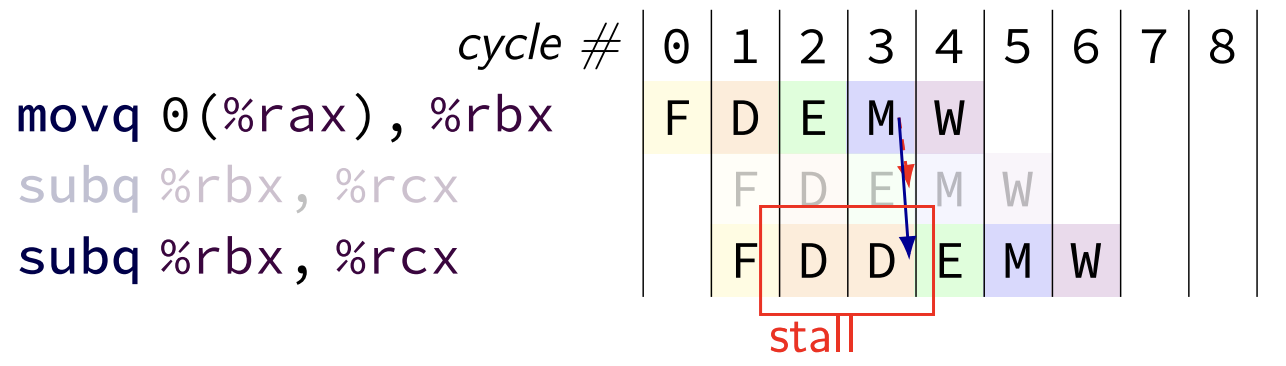 cycle # 0 1 2 3 4 5 6 7 8
movq 0(%rax), %rbx F D E M W
subq %rbx, %rcx F D E M W
subq %rbx, %rcx F D D E M W
stall